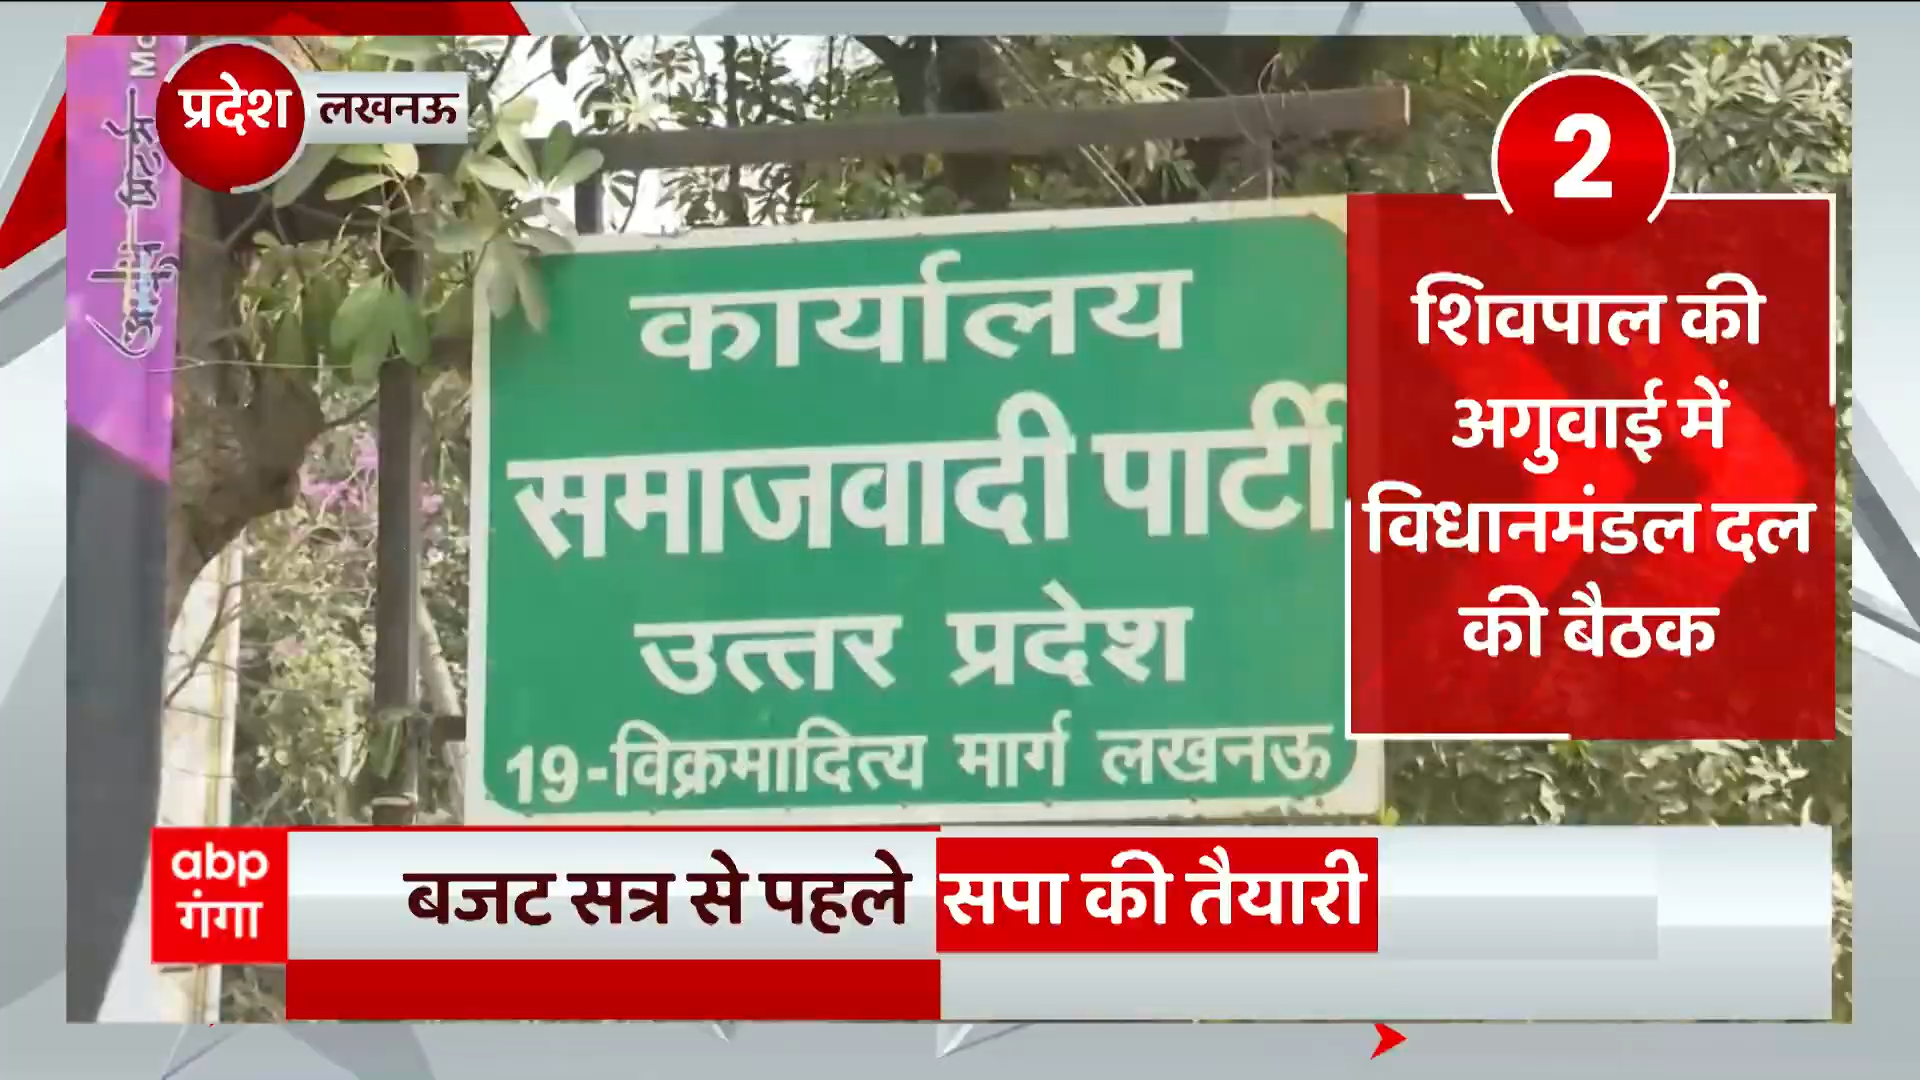 प्रदेश लखनऊ
2
शिवपाल की
अगुवाई में
विधानमंडल दल
की बैठक
कार्यालय
समाजवादी पार्टी
उत्तर प्रदेश
19-विक्रमादित्य मार्ग लखनऊ
abp
गंगा
बजट सत्र से पहले सपा की तैयारी